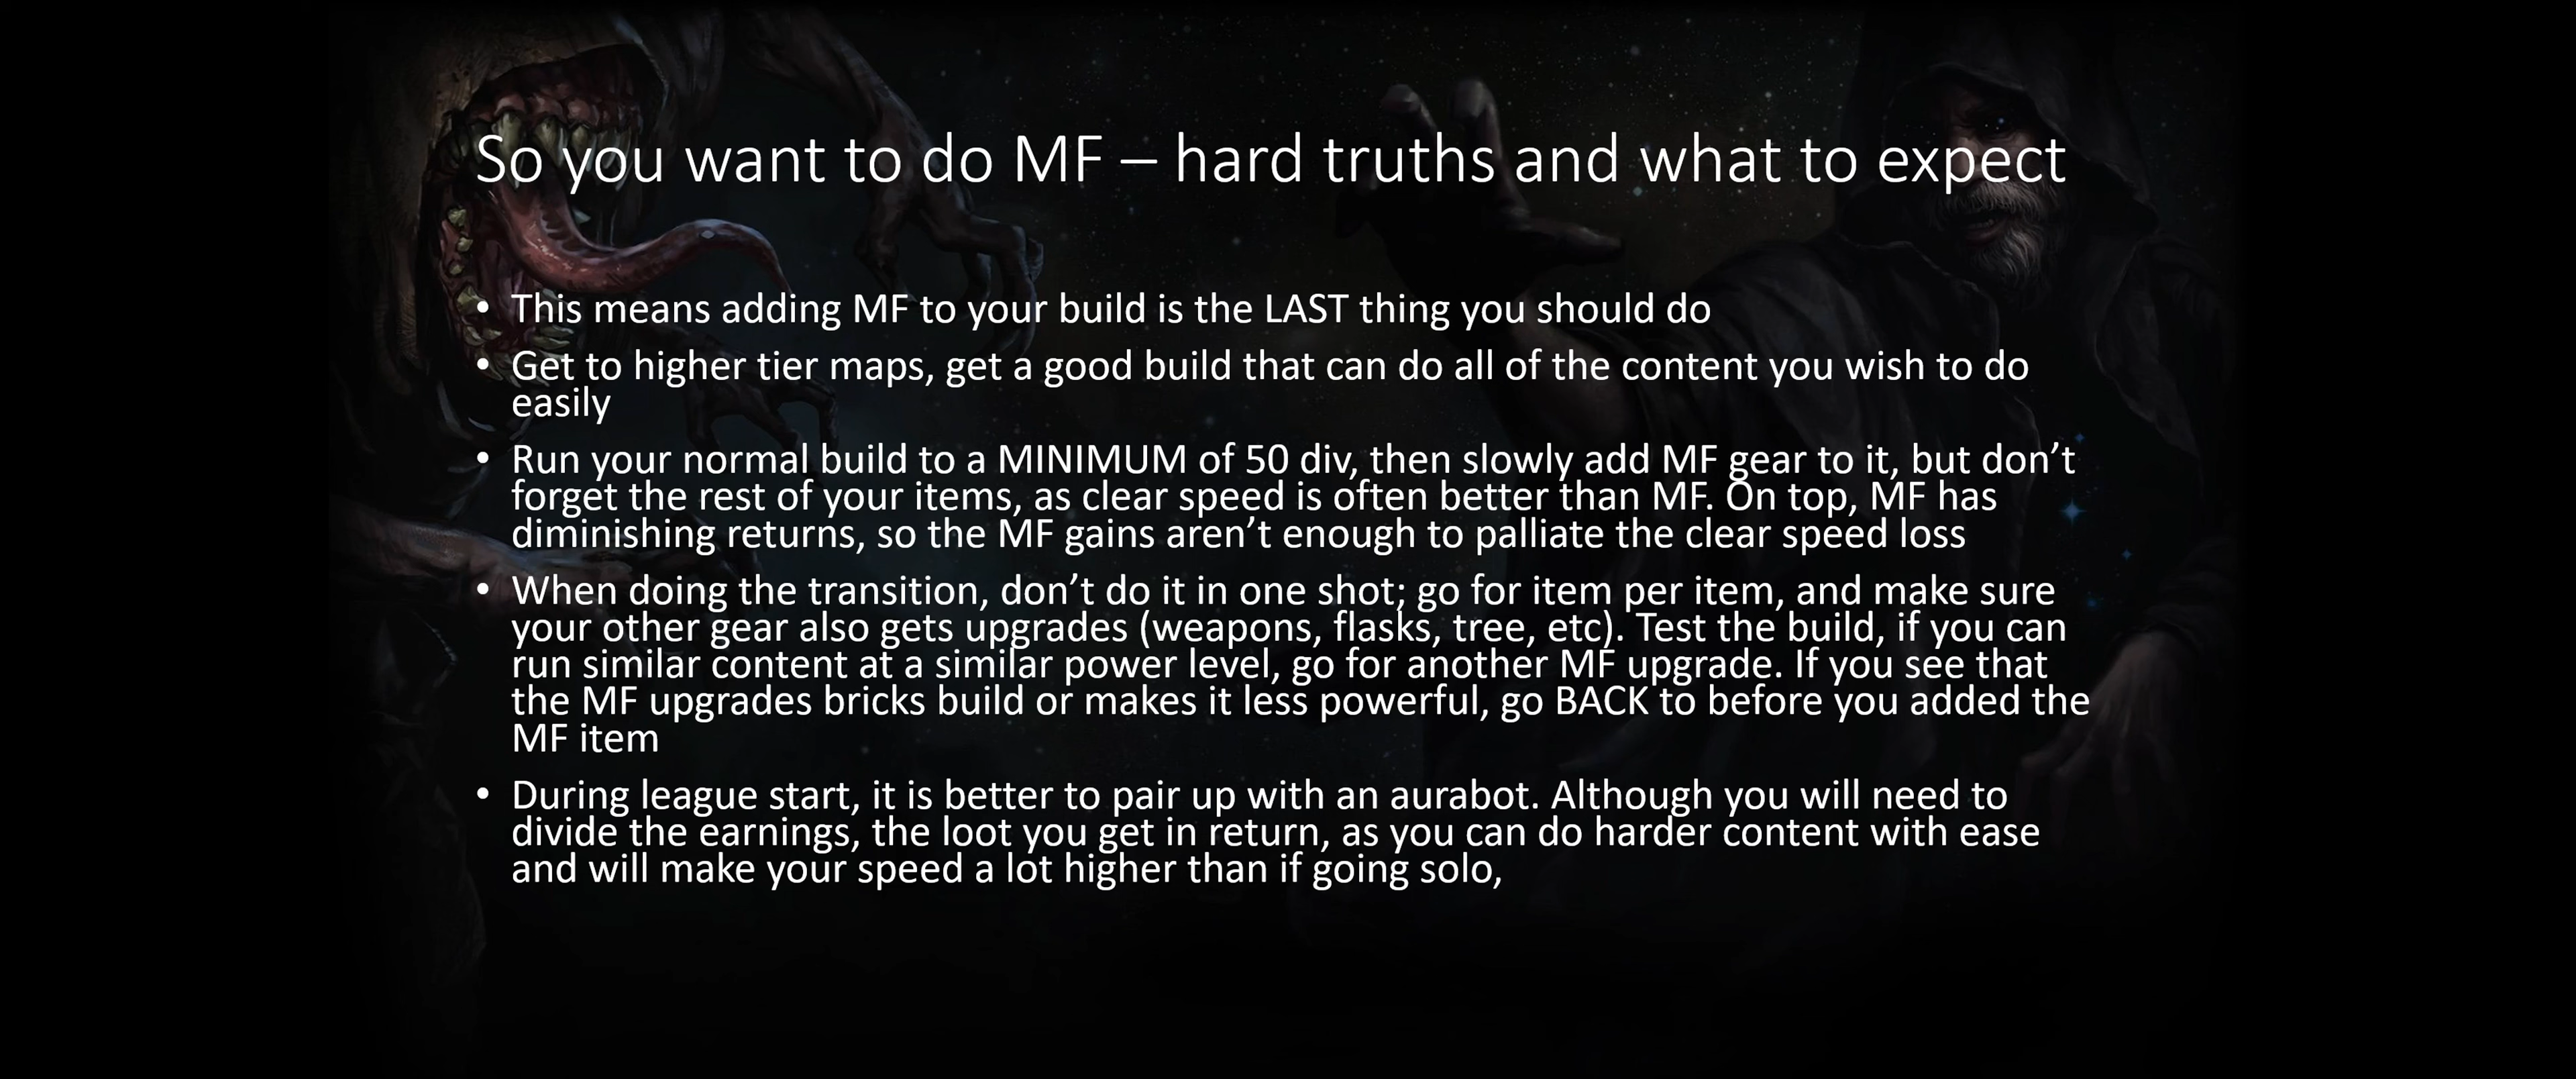 So you want to do MF – hard truths and what to expect
• This means adding MF to your build is the LAST thing you should do
• Get to higher tier maps, get a good build that can do all of the content you wish to do
easily
• Run your normal build to a MINIMUM of 50 div, then slowly add MF gear to it, but don’t
forget the rest of your items, as clear speed is often better than MF. On top, MF has
diminishing returns, so the MF gains aren’t enough to palliate the clear speed loss
• When doing the transition, don’t do it in one shot; go for item per item, and make sure
your other gear also gets upgrades (weapons, flasks, tree, etc). Test the build, if you can
run similar content at a similar power level, go for another MF upgrade. If you see that
the MF upgrades bricks build or makes it less powerful, go BACK to before you added the
MF item
• During league start, it is better to pair up with an aurabot. Although you will need to
divide the earnings, the loot you get in return, as you can do harder content with ease
and will make your speed a lot higher than if going solo,